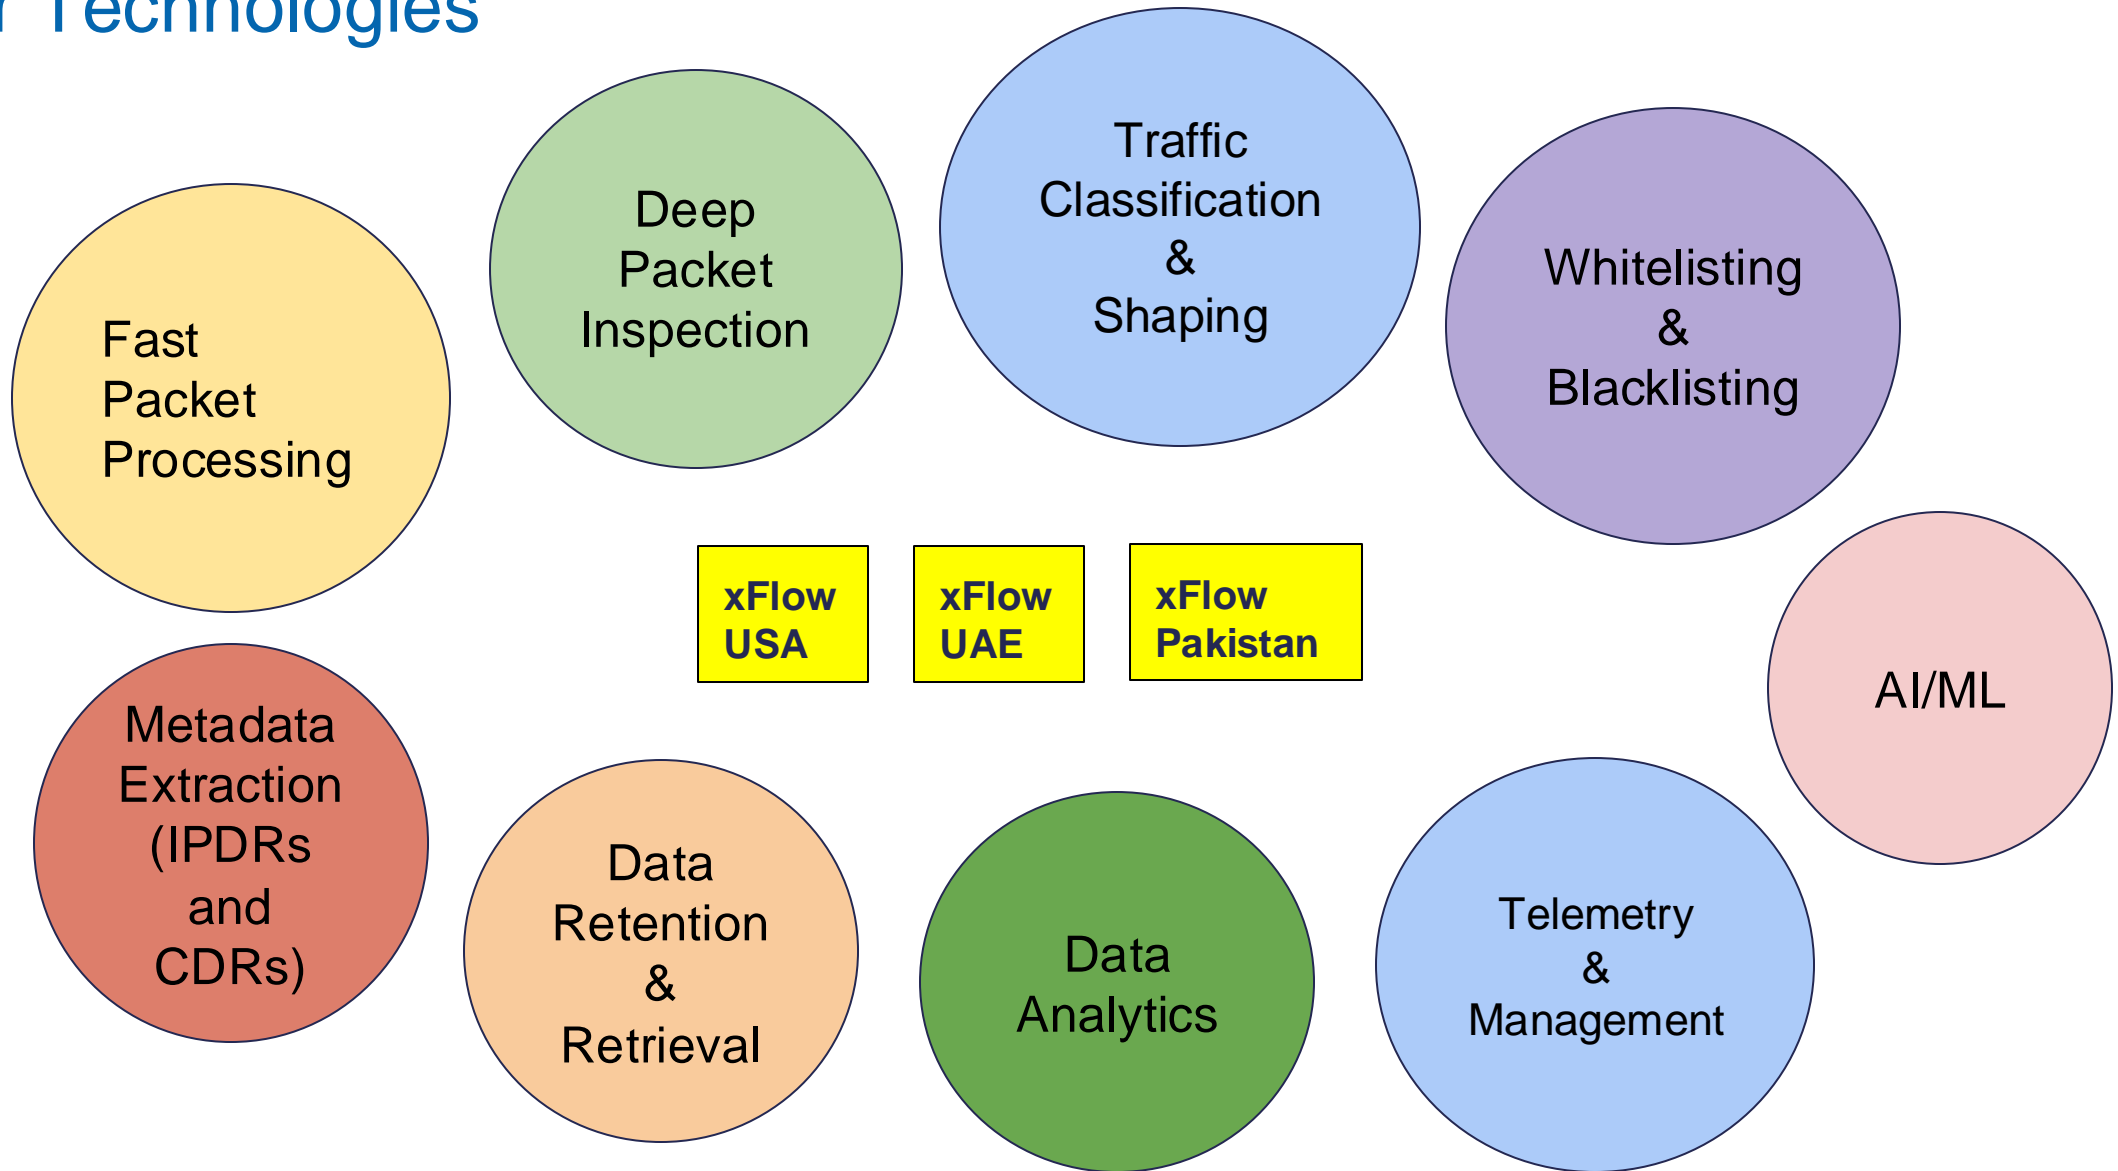 Technologies
Fast
Packet
Processing
Deep
Packet
Inspection
Traffic
Classification
&
Shaping
Whitelisting
&
Blacklisting
AI/ML
xFlow
USA
xFlow
UAE
xFlow
Pakistan
Metadata
Extraction
(IPDRs
and
CDRs)
Data
Retention
&
Retrieval
Data
Analytics
Telemetry
&
Management